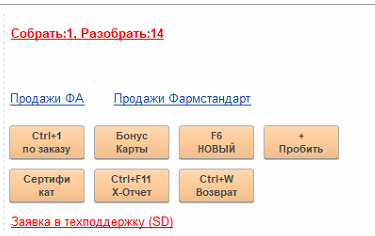 Собрать:1, Разобрать:14
Продажи ФА Продажи Фармстандарт
Ctrl+1 Бонус F6 +
по заказу Карты НОВЫЙ Пробить
Сертифи Ctrl+F11 Ctrl+W
кат X-Отчет Возврат
Заявка в техподдержку (SD)